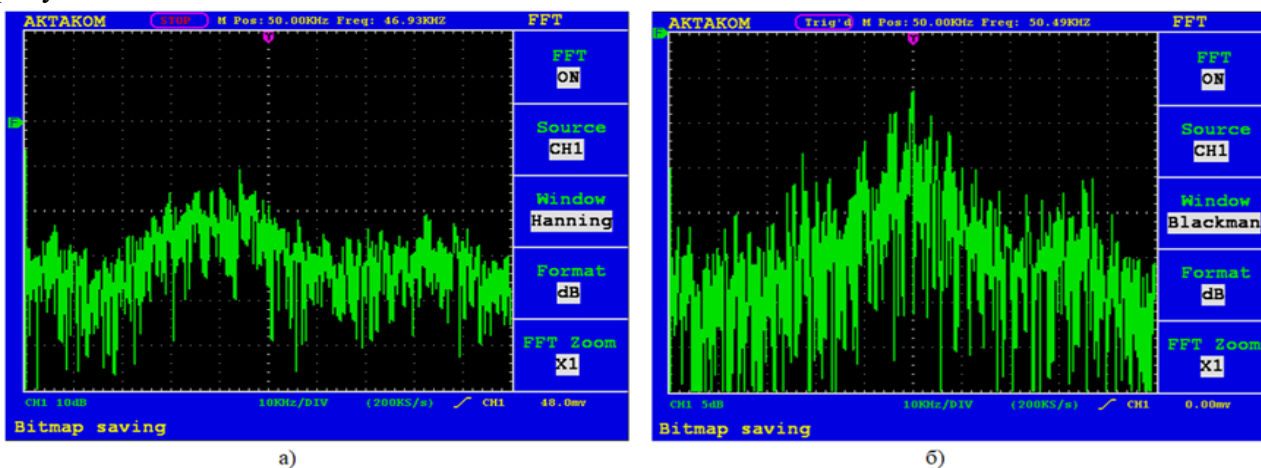 AKTAKOM STOP M Pos:50.00KHz Freq: 46.93KHZ FFT
T
FFT
ON
F
Source
CH1
Window
Hanning
Format
dB
FFT Zoom
X1
CH1 10dB 10KHz/DIV (200KS/s) CH1 48.0mv
Bitmap saving
а)
AKTAKOM Trig'd M Pos: 50.00KHz Freq: 50.49KHZ FFT
F
T
FFT
ON
Source
CH1
Window
Blackman
Format
dB
FFT Zoom
X1
CH1 5dB 10KHz/DIV (200KS/s) CH1 0.00mv
Bitmap saving
б)